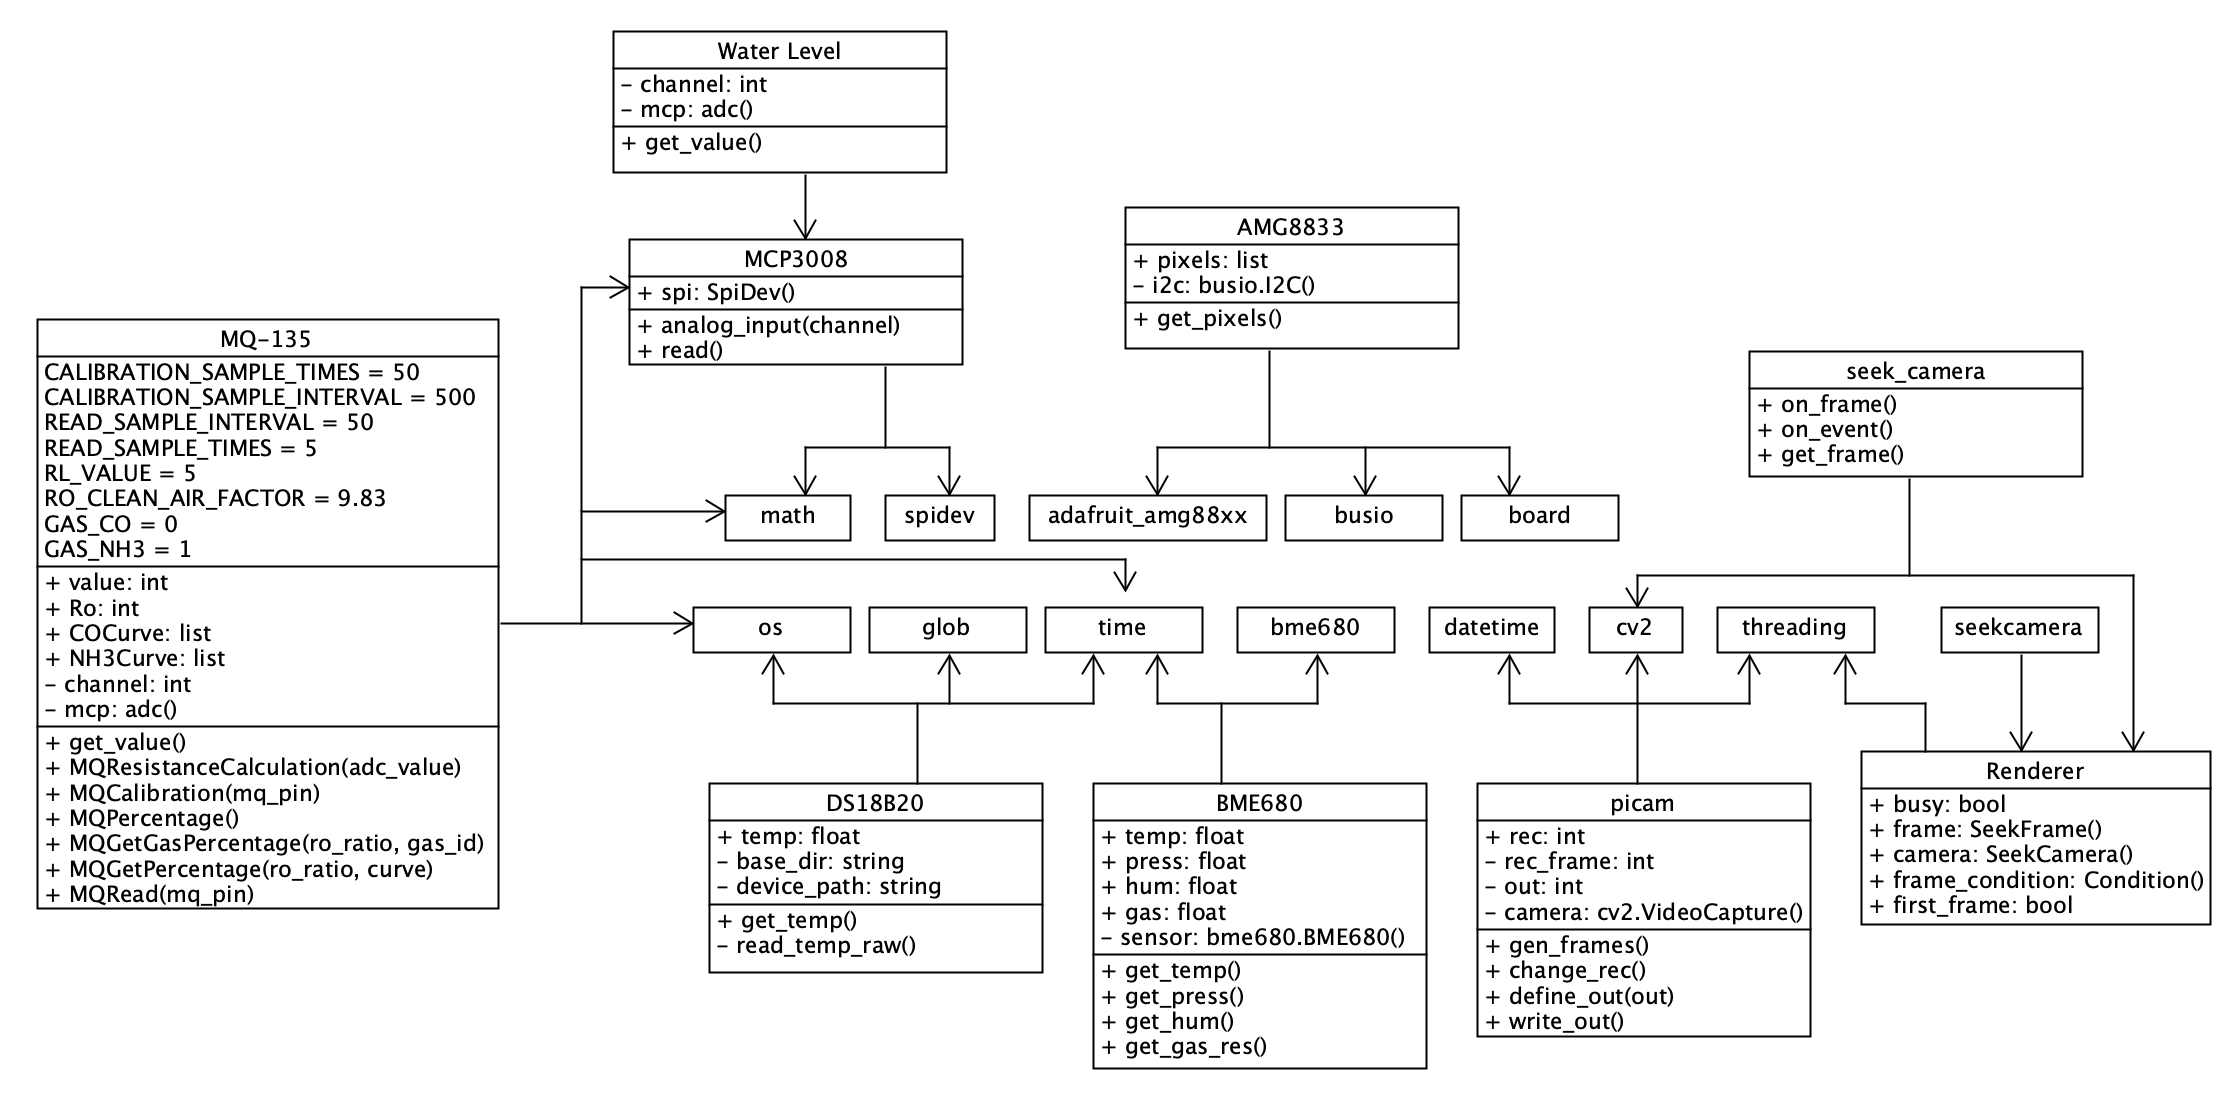 Water Level
– channel: int
– mcp: adc()
+ get_value()
MCP3008
+ spi: SpiDev()
+ analog_input(channel)
+ read()
AMG8833
+ pixels: list
– i2c: busio.I2C()
+ get_pixels()
MQ–135
CALIBRATION_SAMPLE_TIMES = 50
CALIBRATION_SAMPLE_INTERVAL = 500
READ_SAMPLE_INTERVAL = 50
READ_SAMPLE_TIMES = 5
RL_VALUE = 5
RO_CLEAN_AIR_FACTOR = 9.83
GAS_CO = 0
GAS_NH3 = 1
+ value: int
+ Ro: int
+ COCurve: list
+ NH3Curve: list
– channel: int
– mcp: adc()
+ get_value()
+ MQResistanceCalculation(adc_value)
+ MQCalibration(mq_pin)
+ MQPercentage()
+ MQGetGasPercentage(ro_ratio, gas_id)
+ MQGetPercentage(ro_ratio, curve)
+ MQRead(mq_pin)
seek_camera
+ on_frame()
+ on_event()
+ get_frame()
math
spidev
adafruit_amg88xx
busio
board
os
glob
time
bme680
datetime
cv2
threading
seekcamera
DS18B20
+ temp: float
– base_dir: string
– device_path: string
+ get_temp()
– read_temp_raw()
BME680
+ temp: float
+ press: float
+ hum: float
+ gas: float
– sensor: bme680.BME680()
+ get_temp()
+ get_press()
+ get_hum()
+ get_gas_res()
picam
+ rec: int
– rec_frame: int
– out: int
– camera: cv2.VideoCapture()
+ gen_frames()
+ change_rec()
+ define_out(out)
+ write_out()
Renderer
+ busy: bool
+ frame: SeekFrame()
+ camera: SeekCamera()
+ frame_condition: Condition()
+ first_frame: bool